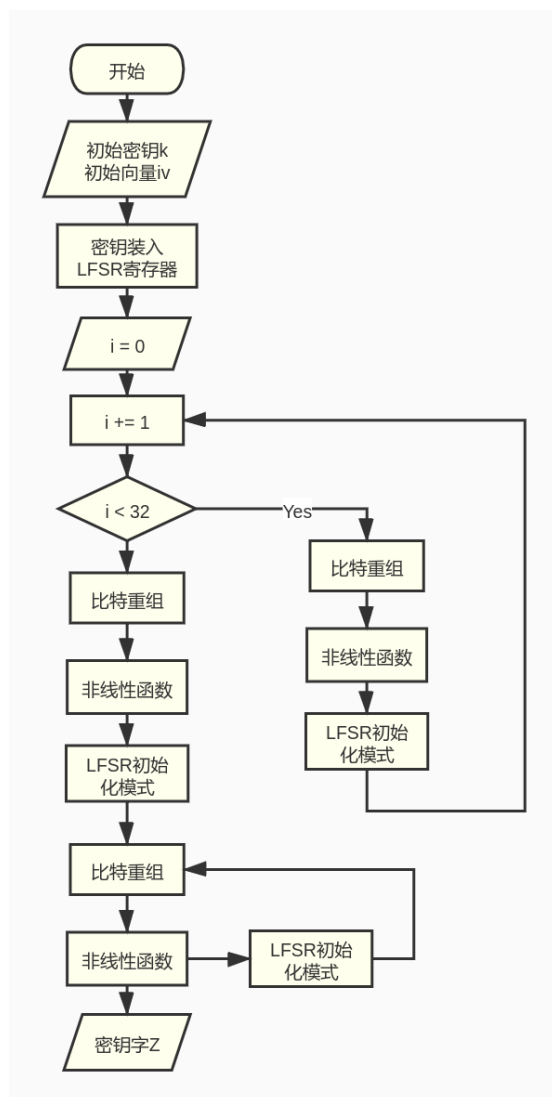 开始
初始密钥k
初始向量iv
密钥装入
LFSR寄存器
i = 0
i += 1
i < 32
Yes
比特重组
非线性函数
LFSR初始
化模式
比特重组
非线性函数
LFSR初始
化模式
比特重组
非线性函数
LFSR初始
化模式
密钥字Z